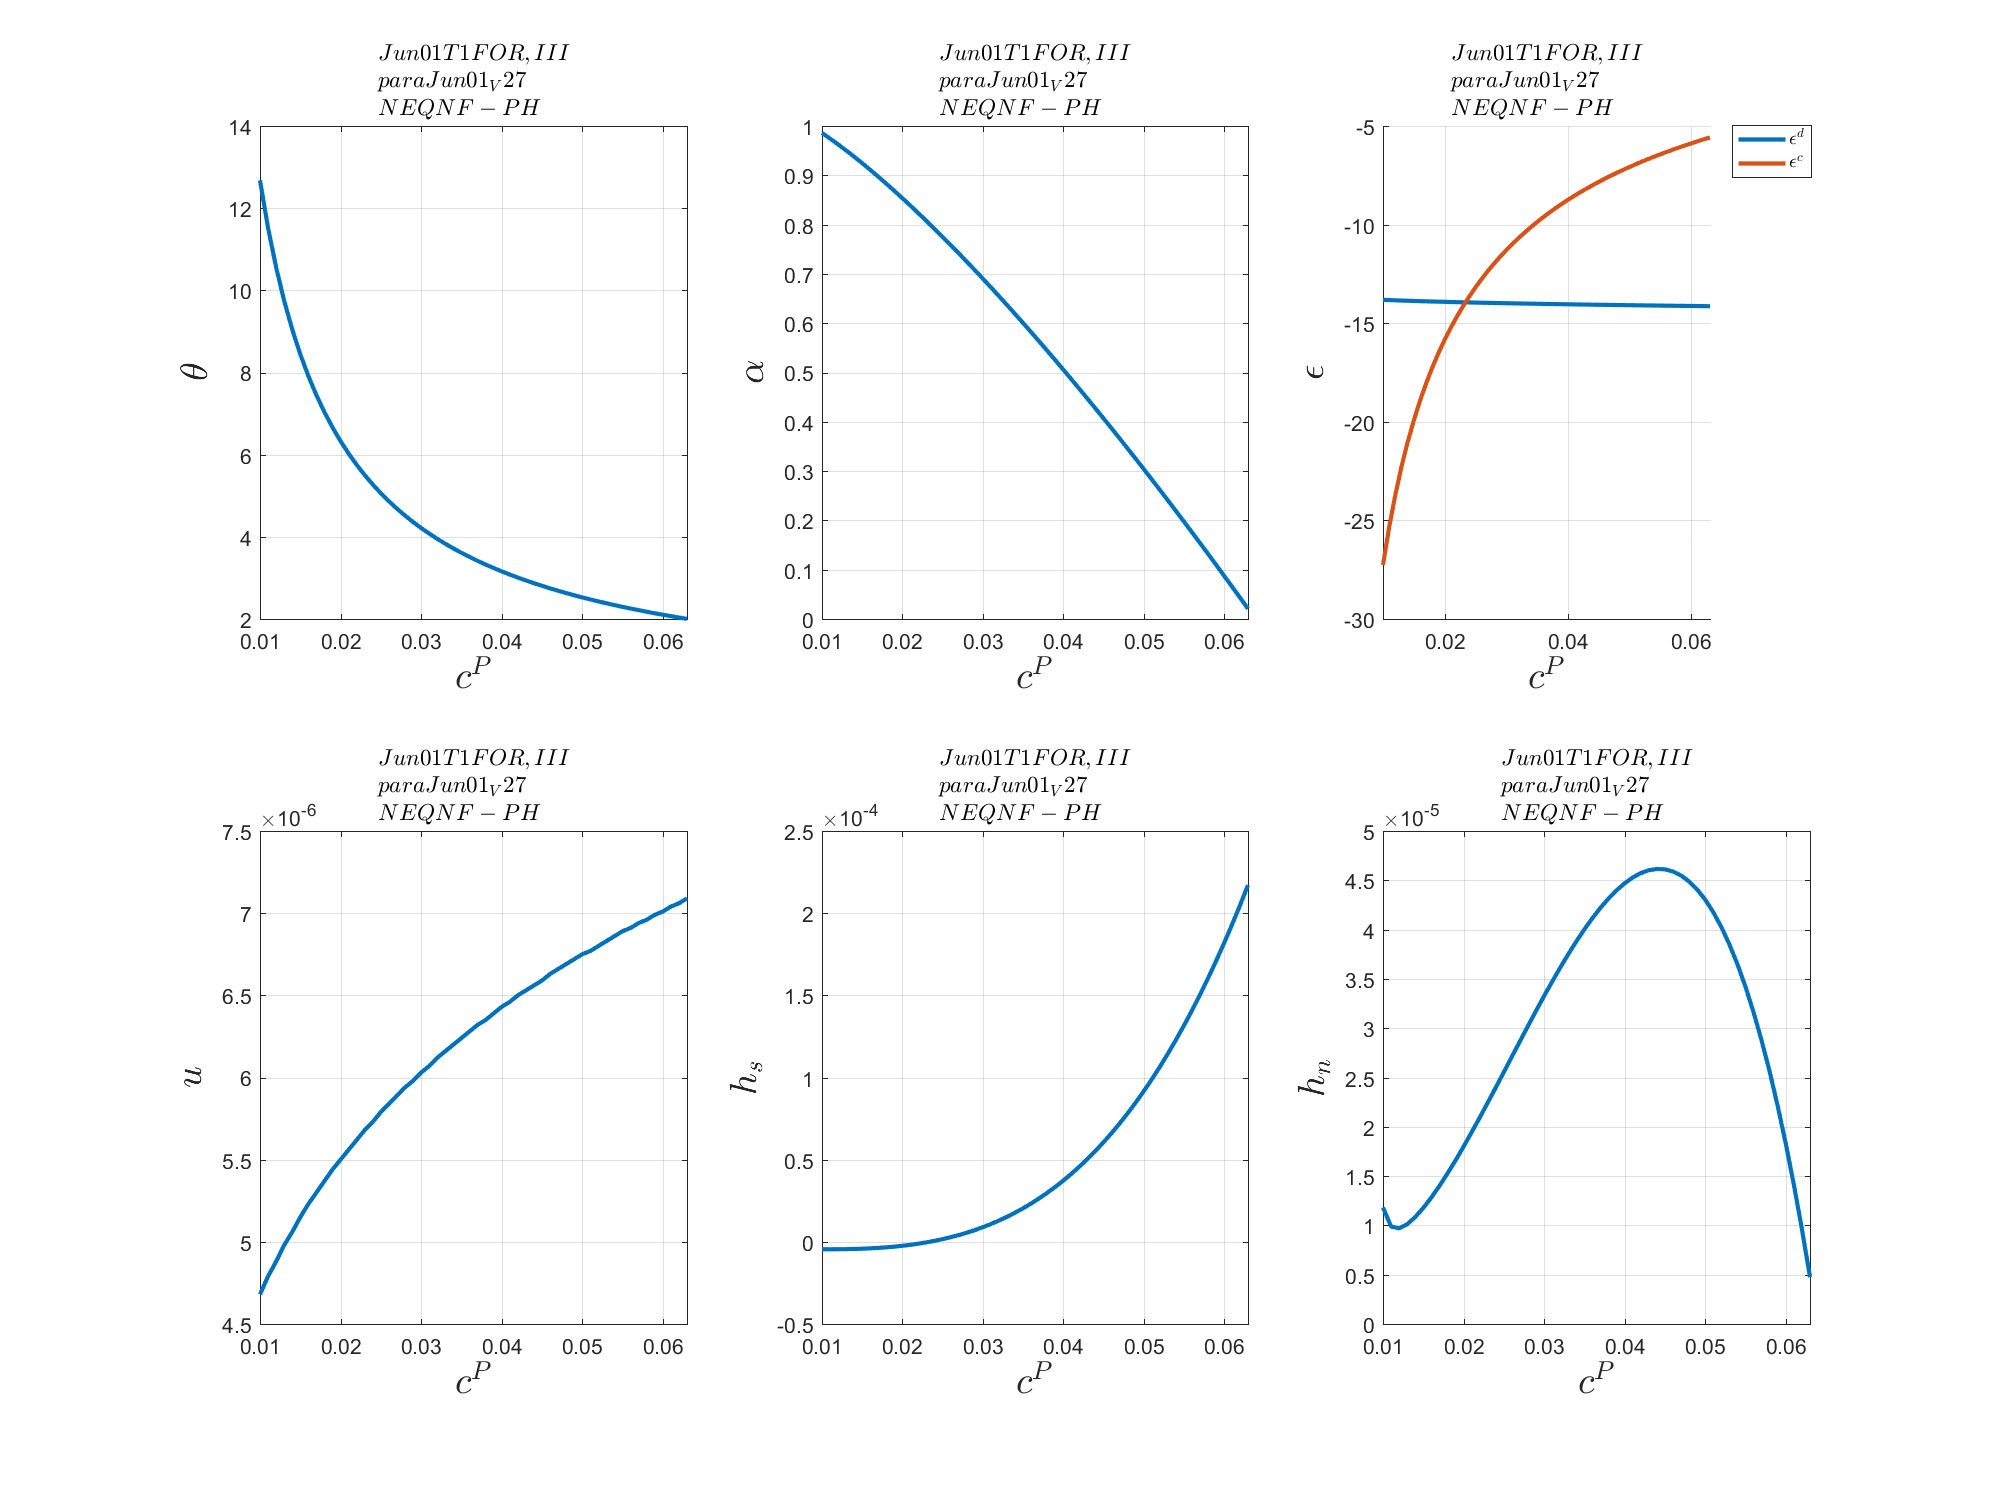 Jun01T1FOR, III
paraJun01_V27
NEQNF − PH
14
12
10
8
6
4
2
θ
0.01 0.02 0.03 0.04 0.05 0.06
c^P
Jun01T1FOR, III
paraJun01_V27
NEQNF − PH
1
0.9
0.8
0.7
0.6
0.5
0.4
0.3
0.2
0.1
0
α
0.01 0.02 0.03 0.04 0.05 0.06
c^P
Jun01T1FOR, III
paraJun01_V27
NEQNF − PH
-5
-10
-15
-20
-25
-30
ϵ
0.02 0.04 0.06
c^P
ϵ^d
ϵ^c
Jun01T1FOR, III
paraJun01_V27
NEQNF − PH
×10^-6
7.5
7
6.5
6
5.5
5
4.5
u
0.01 0.02 0.03 0.04 0.05 0.06
c^P
Jun01T1FOR, III
paraJun01_V27
NEQNF − PH
×10^-4
2.5
2
1.5
1
0.5
0
-0.5
h_s
0.01 0.02 0.03 0.04 0.05 0.06
c^P
Jun01T1FOR, III
paraJun01_V27
NEQNF − PH
×10^-5
5
4.5
4
3.5
3
2.5
2
1.5
1
0.5
0
h_n
0.01 0.02 0.03 0.04 0.05 0.06
c^P